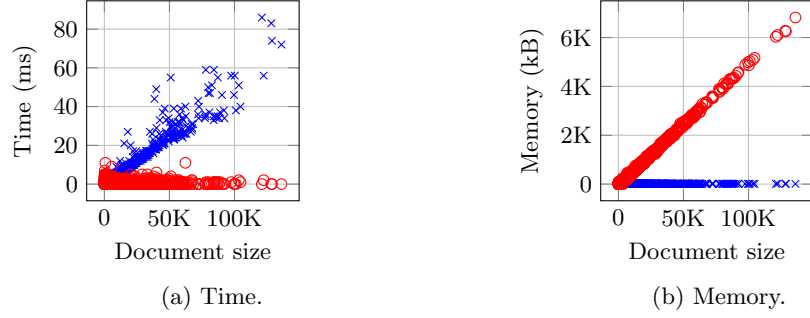 80
60
40
20
0
Time (ms)
0
50K
100K
Document size
(a) Time.
6K
4K
2K
0
Memory (kB)
0
50K
100K
Document size
(b) Memory.